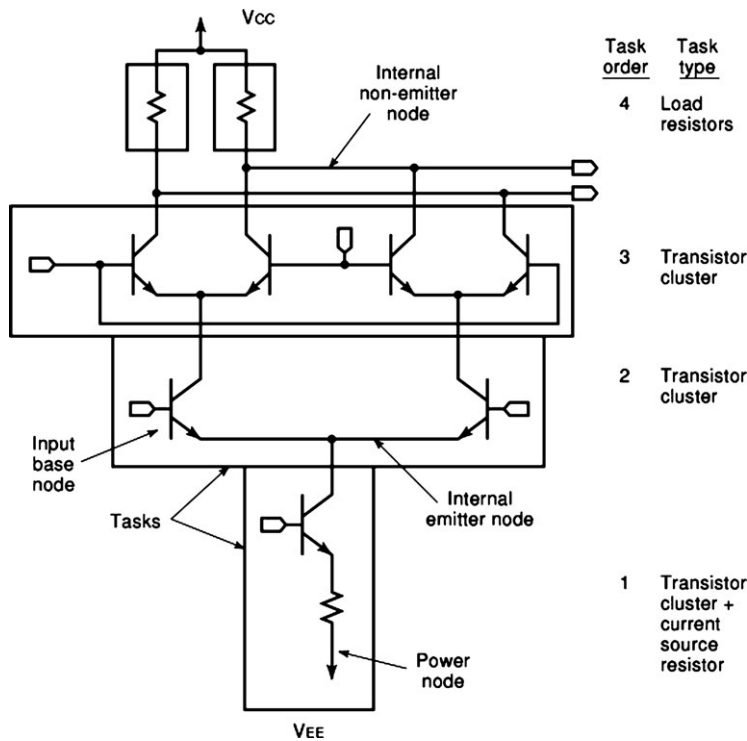 VCC
Task
order
Task
type
Internal
non-emitter
node
4
Load
resistors
3
Transistor
cluster
2
Transistor
cluster
Input
base
node
Tasks
Internal
emitter node
1
Transistor
cluster +
current
source
resistor
Power
node
VEE